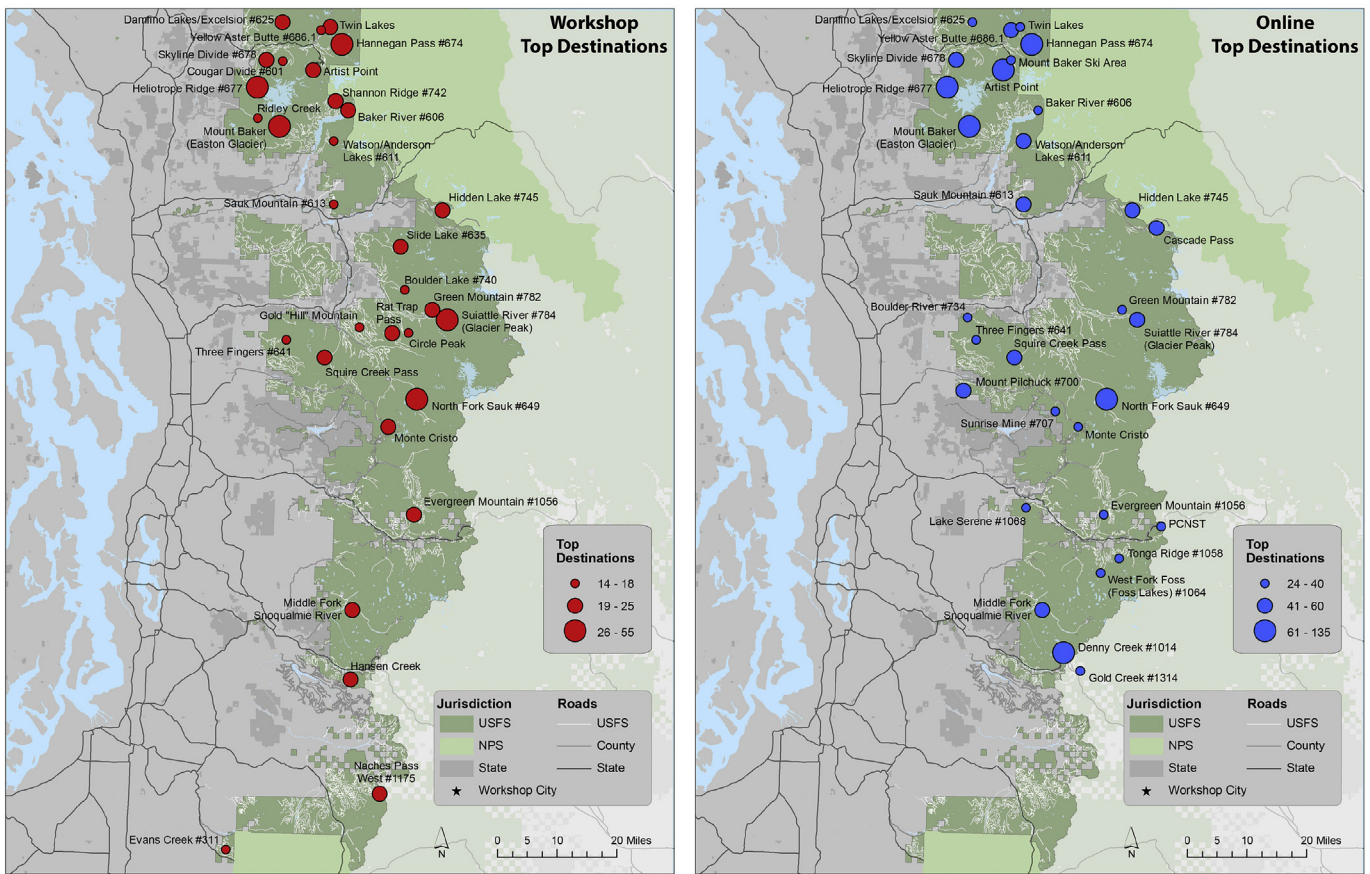 Workshop
Top Destinations
Damfino Lakes/Excelsior #625
Twin Lakes
Yellow Aster Butte #686.1
Hannegan Pass #674
Skyline Divide #678
Cougar Divide #601
Artist Point
Heliotrope Ridge #677
Shannon Ridge #742
Ridley Creek
Baker River #606
Mount Baker
(Easton Glacier)
Watson/Anderson
Lakes #611
Sauk Mountain #613
Hidden Lake #745
Slide Lake #635
Boulder Lake #740
Green Mountain #782
Rat Trap
Pass
Gold "Hill" Mountain
Suiattle River #784
(Glacier Peak)
Circle Peak
Three Fingers #641
Squire Creek Pass
North Fork Sauk #649
Monte Cristo
Evergreen Mountain #1056
Top
Destinations
14 - 18
19 - 25
26 - 55
Middle Fork
Snoqualmie River
Hansen Creek
Jurisdiction
Roads
USFS
USFS
NPS
County
State
State
Workshop City
Naches Pass
West #1175
Evans Creek #311
N
0 5 10 20 Miles
Online
Top Destinations
Damfino Lakes/Excelsior #625
Twin Lakes
Yellow Aster Butte #686.1
Hannegan Pass #674
Skyline Divide #678
Mount Baker Ski Area
Heliotrope Ridge #677
Artist Point
Baker River #606
Mount Baker
(Easton Glacier)
Watson/Anderson
Lakes #611
Sauk Mountain #613
Hidden Lake #745
Cascade Pass
Boulder River #734
Green Mountain #782
Three Fingers #641
Suiattle River #784
(Glacier Peak)
Squire Creek Pass
Mount Pilchuck #700
North Fork Sauk #649
Sunrise Mine #707
Monte Cristo
Evergreen Mountain #1056
Lake Serene #1068
PCNST
Top
Destinations
24 - 40
41 - 60
61 - 135
Tonga Ridge #1058
West Fork Foss
(Foss Lakes) #1064
Middle Fork
Snoqualmie River
Denny Creek #1014
Gold Creek #1314
Jurisdiction
Roads
USFS
USFS
NPS
County
State
State
Workshop City
N
0 5 10 20 Miles